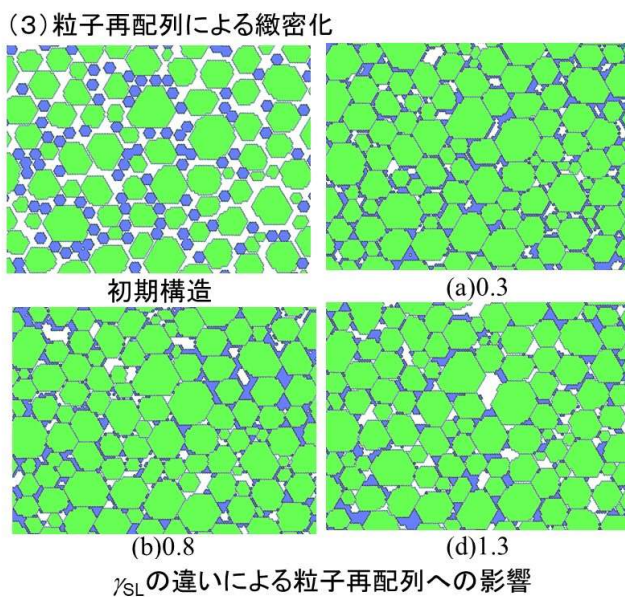 (3)粒子再配列による緻密化
初期構造
(a)0.3
(b)0.8
(d)1.3
γSLの違いによる粒子再配列への影響